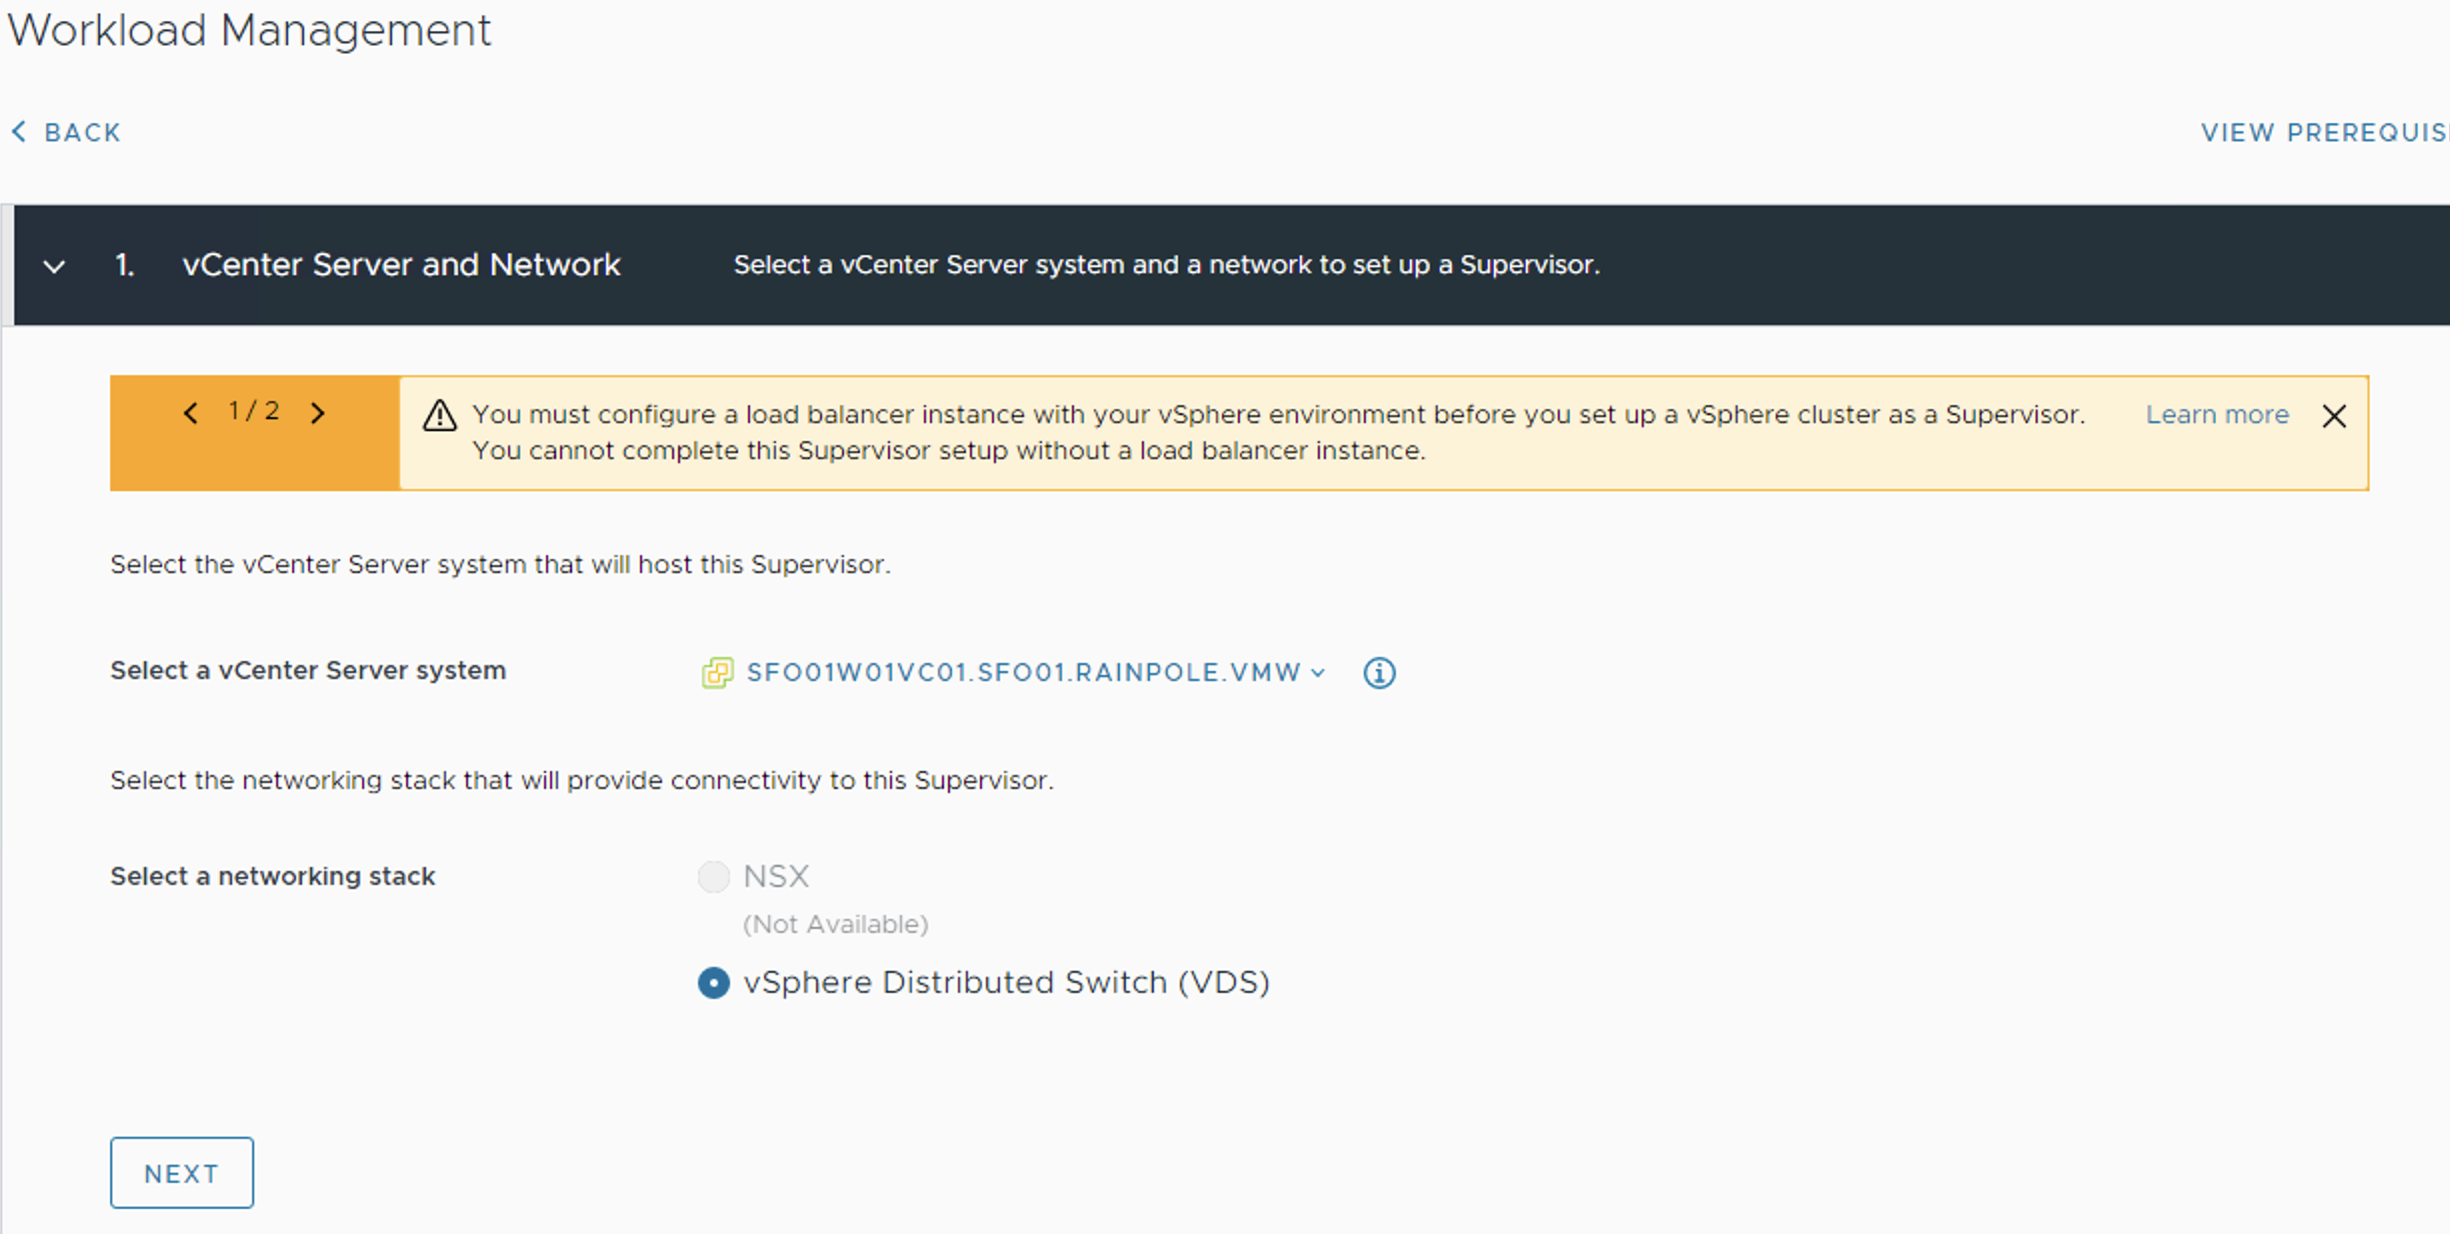 Workload Management
BACK
VIEW PREREQUIS
1. vCenter Server and Network Select a vCenter Server system and a network to set up a Supervisor.
1 / 2
You must configure a load balancer instance with your vSphere environment before you set up a vSphere cluster as a Supervisor. Learn more
You cannot complete this Supervisor setup without a load balancer instance.
Select the vCenter Server system that will host this Supervisor.
Select a vCenter Server system SFO01W01VC01.SFO01.RAINPOLE.VMW
Select the networking stack that will provide connectivity to this Supervisor.
Select a networking stack NSX
(Not Available)
vSphere Distributed Switch (VDS)
NEXT